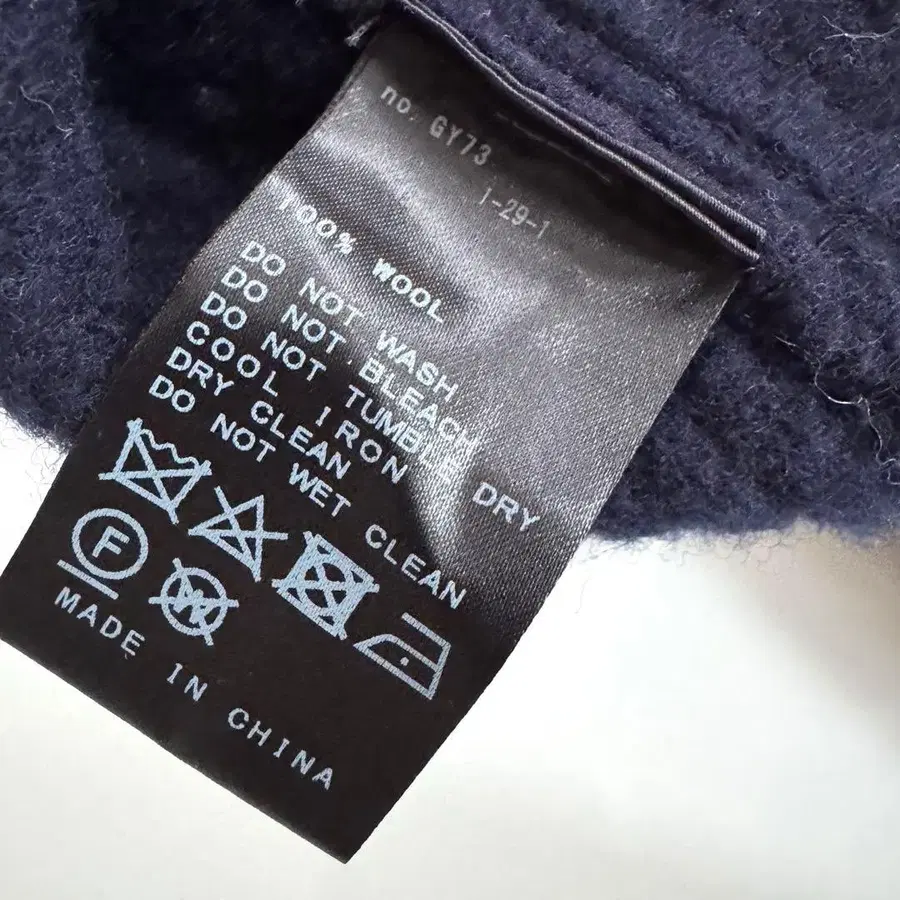 no. GY73
1-29-1
100% WOOL
DO NOT WASH
DO NOT BLEACH
DO NOT TUMBLE DRY
COOL IRON
DRY CLEAN
DO NOT WET CLEAN
F
W
MADE IN CHINA